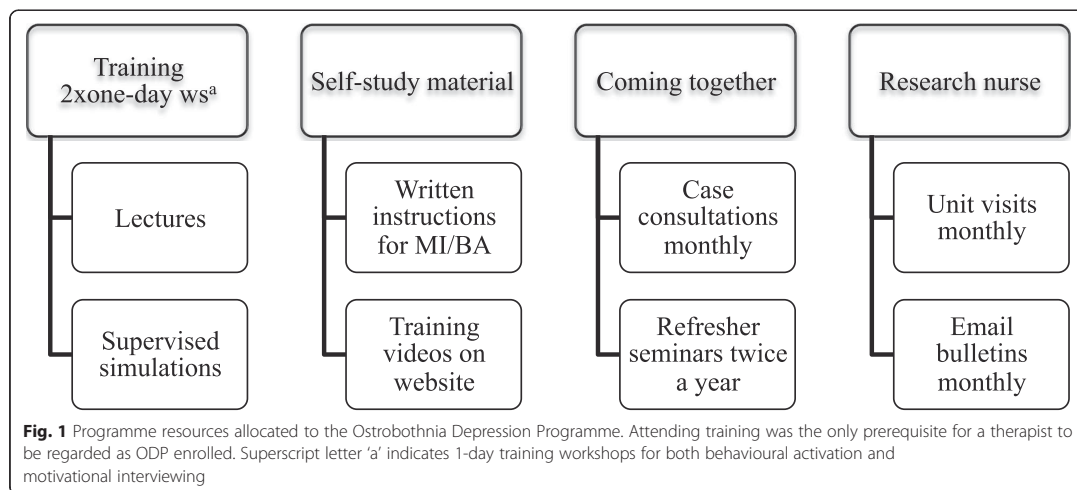 Training
2xone-day wsᵃ
Lectures
Supervised
simulations
Self-study material
Written
instructions
for MI/BA
Training
videos on
website
Coming together
Case
consultations
monthly
Refresher
seminars twice
a year
Research nurse
Unit visits
monthly
Email
bulletins
monthly
Fig. 1 Programme resources allocated to the Ostrobothnia Depression Programme. Attending training was the only prerequisite for a therapist to
be regarded as ODP enrolled. Superscript letter ‘a’ indicates 1-day training workshops for both behavioural activation and
motivational interviewing